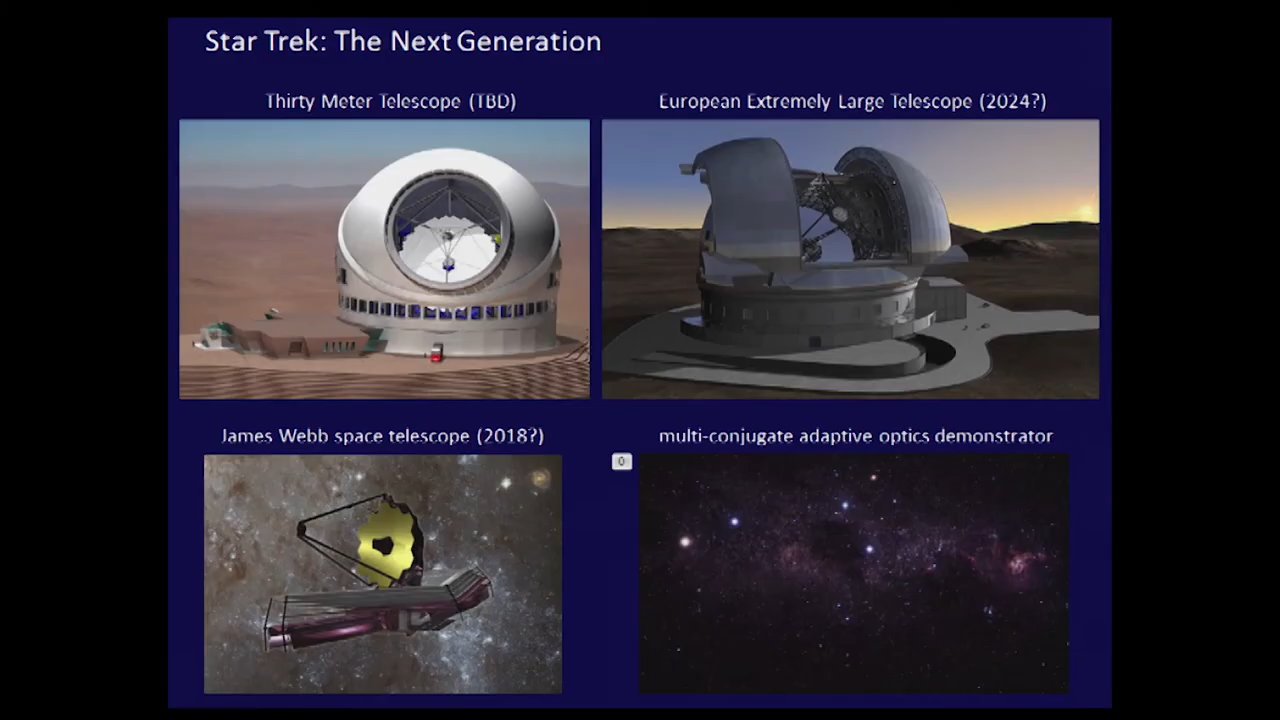 Star Trek: The Next Generation
Thirty Meter Telescope (TBD)
European Extremely Large Telescope (2024?)
James Webb space telescope (2018?)
multi-conjugate adaptive optics demonstrator
0